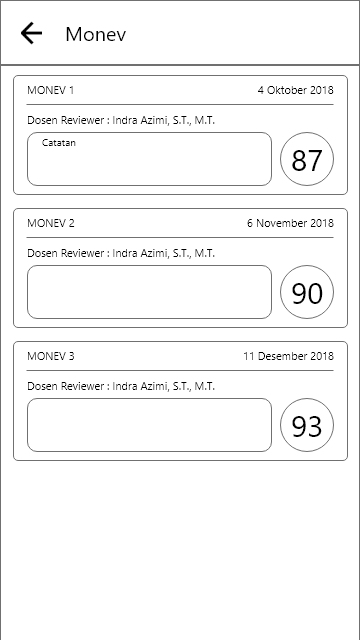 Monev
MONEV 1 4 Oktober 2018
Dosen Reviewer : Indra Azimi, S.T., M.T.
Catatan
87
MONEV 2 6 November 2018
Dosen Reviewer : Indra Azimi, S.T., M.T.
90
MONEV 3 11 Desember 2018
Dosen Reviewer : Indra Azimi, S.T., M.T.
93